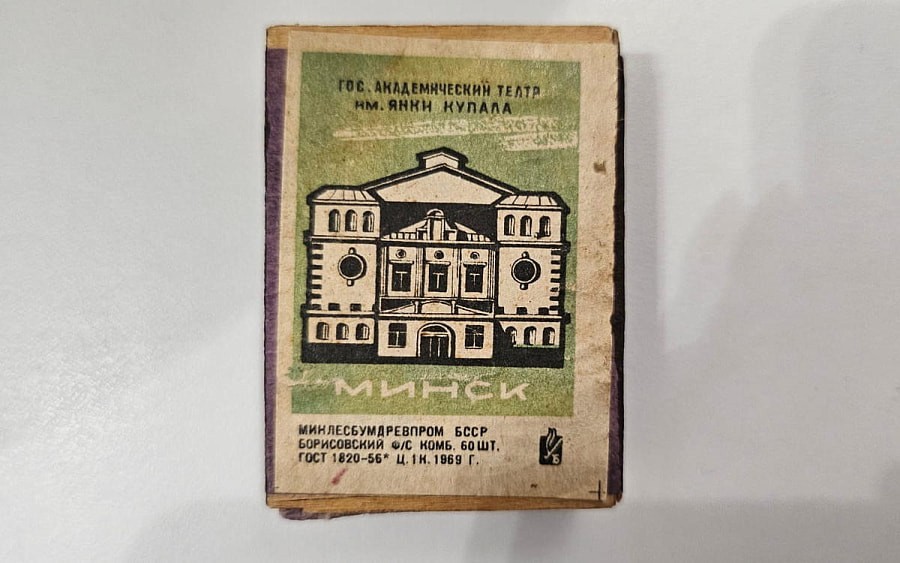 ГОС. АКАДЕМИЧЕСКИЙ ТЕАТР
ИМ. ЯНКИ КУПАЛА
МИНСК
МИНЛЕСБУМДРЕВПРОМ БССР
БОРИСОВСКИЙ Ф/С КОМБ. 60 ШТ.
ГОСТ 1820-56* Ц. 1 К. 1969 Г.